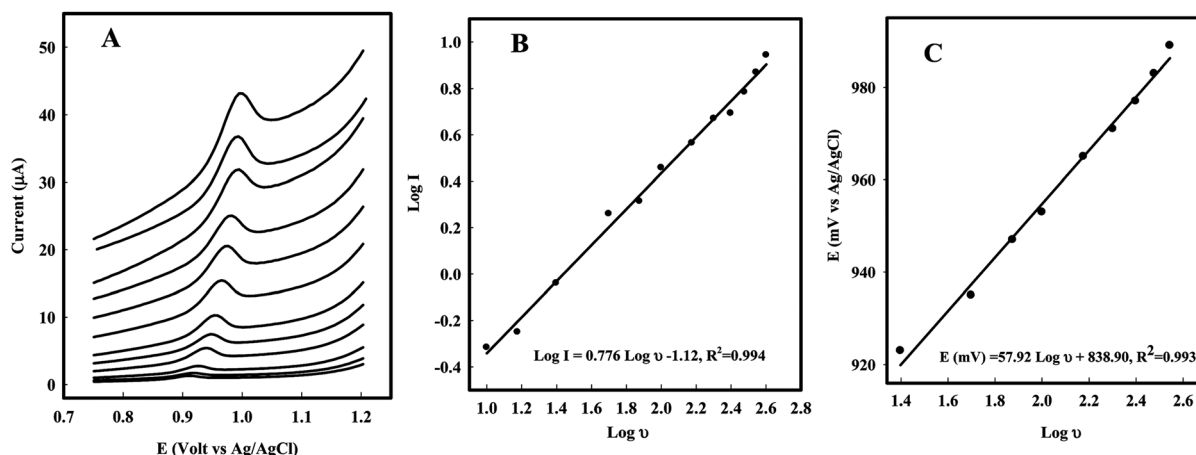 A
50
40
30
20
10
0
Current (μA)
0.7 0.8 0.9 1.0 1.1 1.2
E (Volt vs Ag/AgCl)
B
1.0
0.8
0.6
0.4
0.2
0.0
-0.2
-0.4
Log I
Log I = 0.776 Log υ -1.12, R²=0.994
1.0 1.2 1.4 1.6 1.8 2.0 2.2 2.4 2.6 2.8
Log υ
C
980
960
940
920
E (mV vs Ag/AgCl)
E (mV) =57.92 Log υ + 838.90, R²=0.993
1.4 1.6 1.8 2.0 2.2 2.4 2.6
Log υ